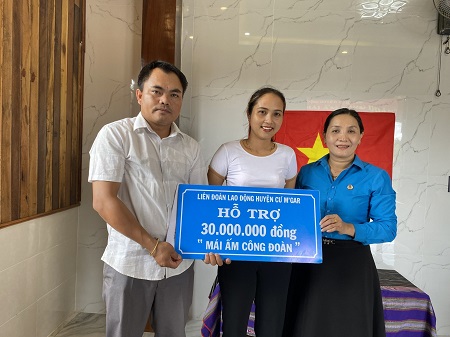 LIÊN ĐOÀN LAO ĐỘNG HUYỆN CƯ M'GAR
HỖ TRỢ
30.000.000 đồng
" MÁI ẤM CÔNG ĐOÀN "